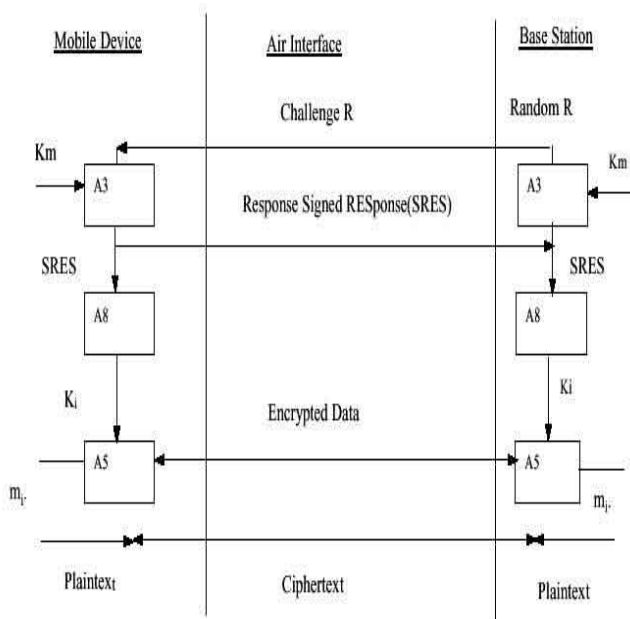 Mobile Device Air Interface Base Station
Challenge R Random R
Km Km
A3 A3
Response Signed RESponse(SRES)
SRES SRES
A8 A8
Ki Ki
Encrypted Data
A5 A5
mi. mi.
Plaintext Ciphertext Plaintext